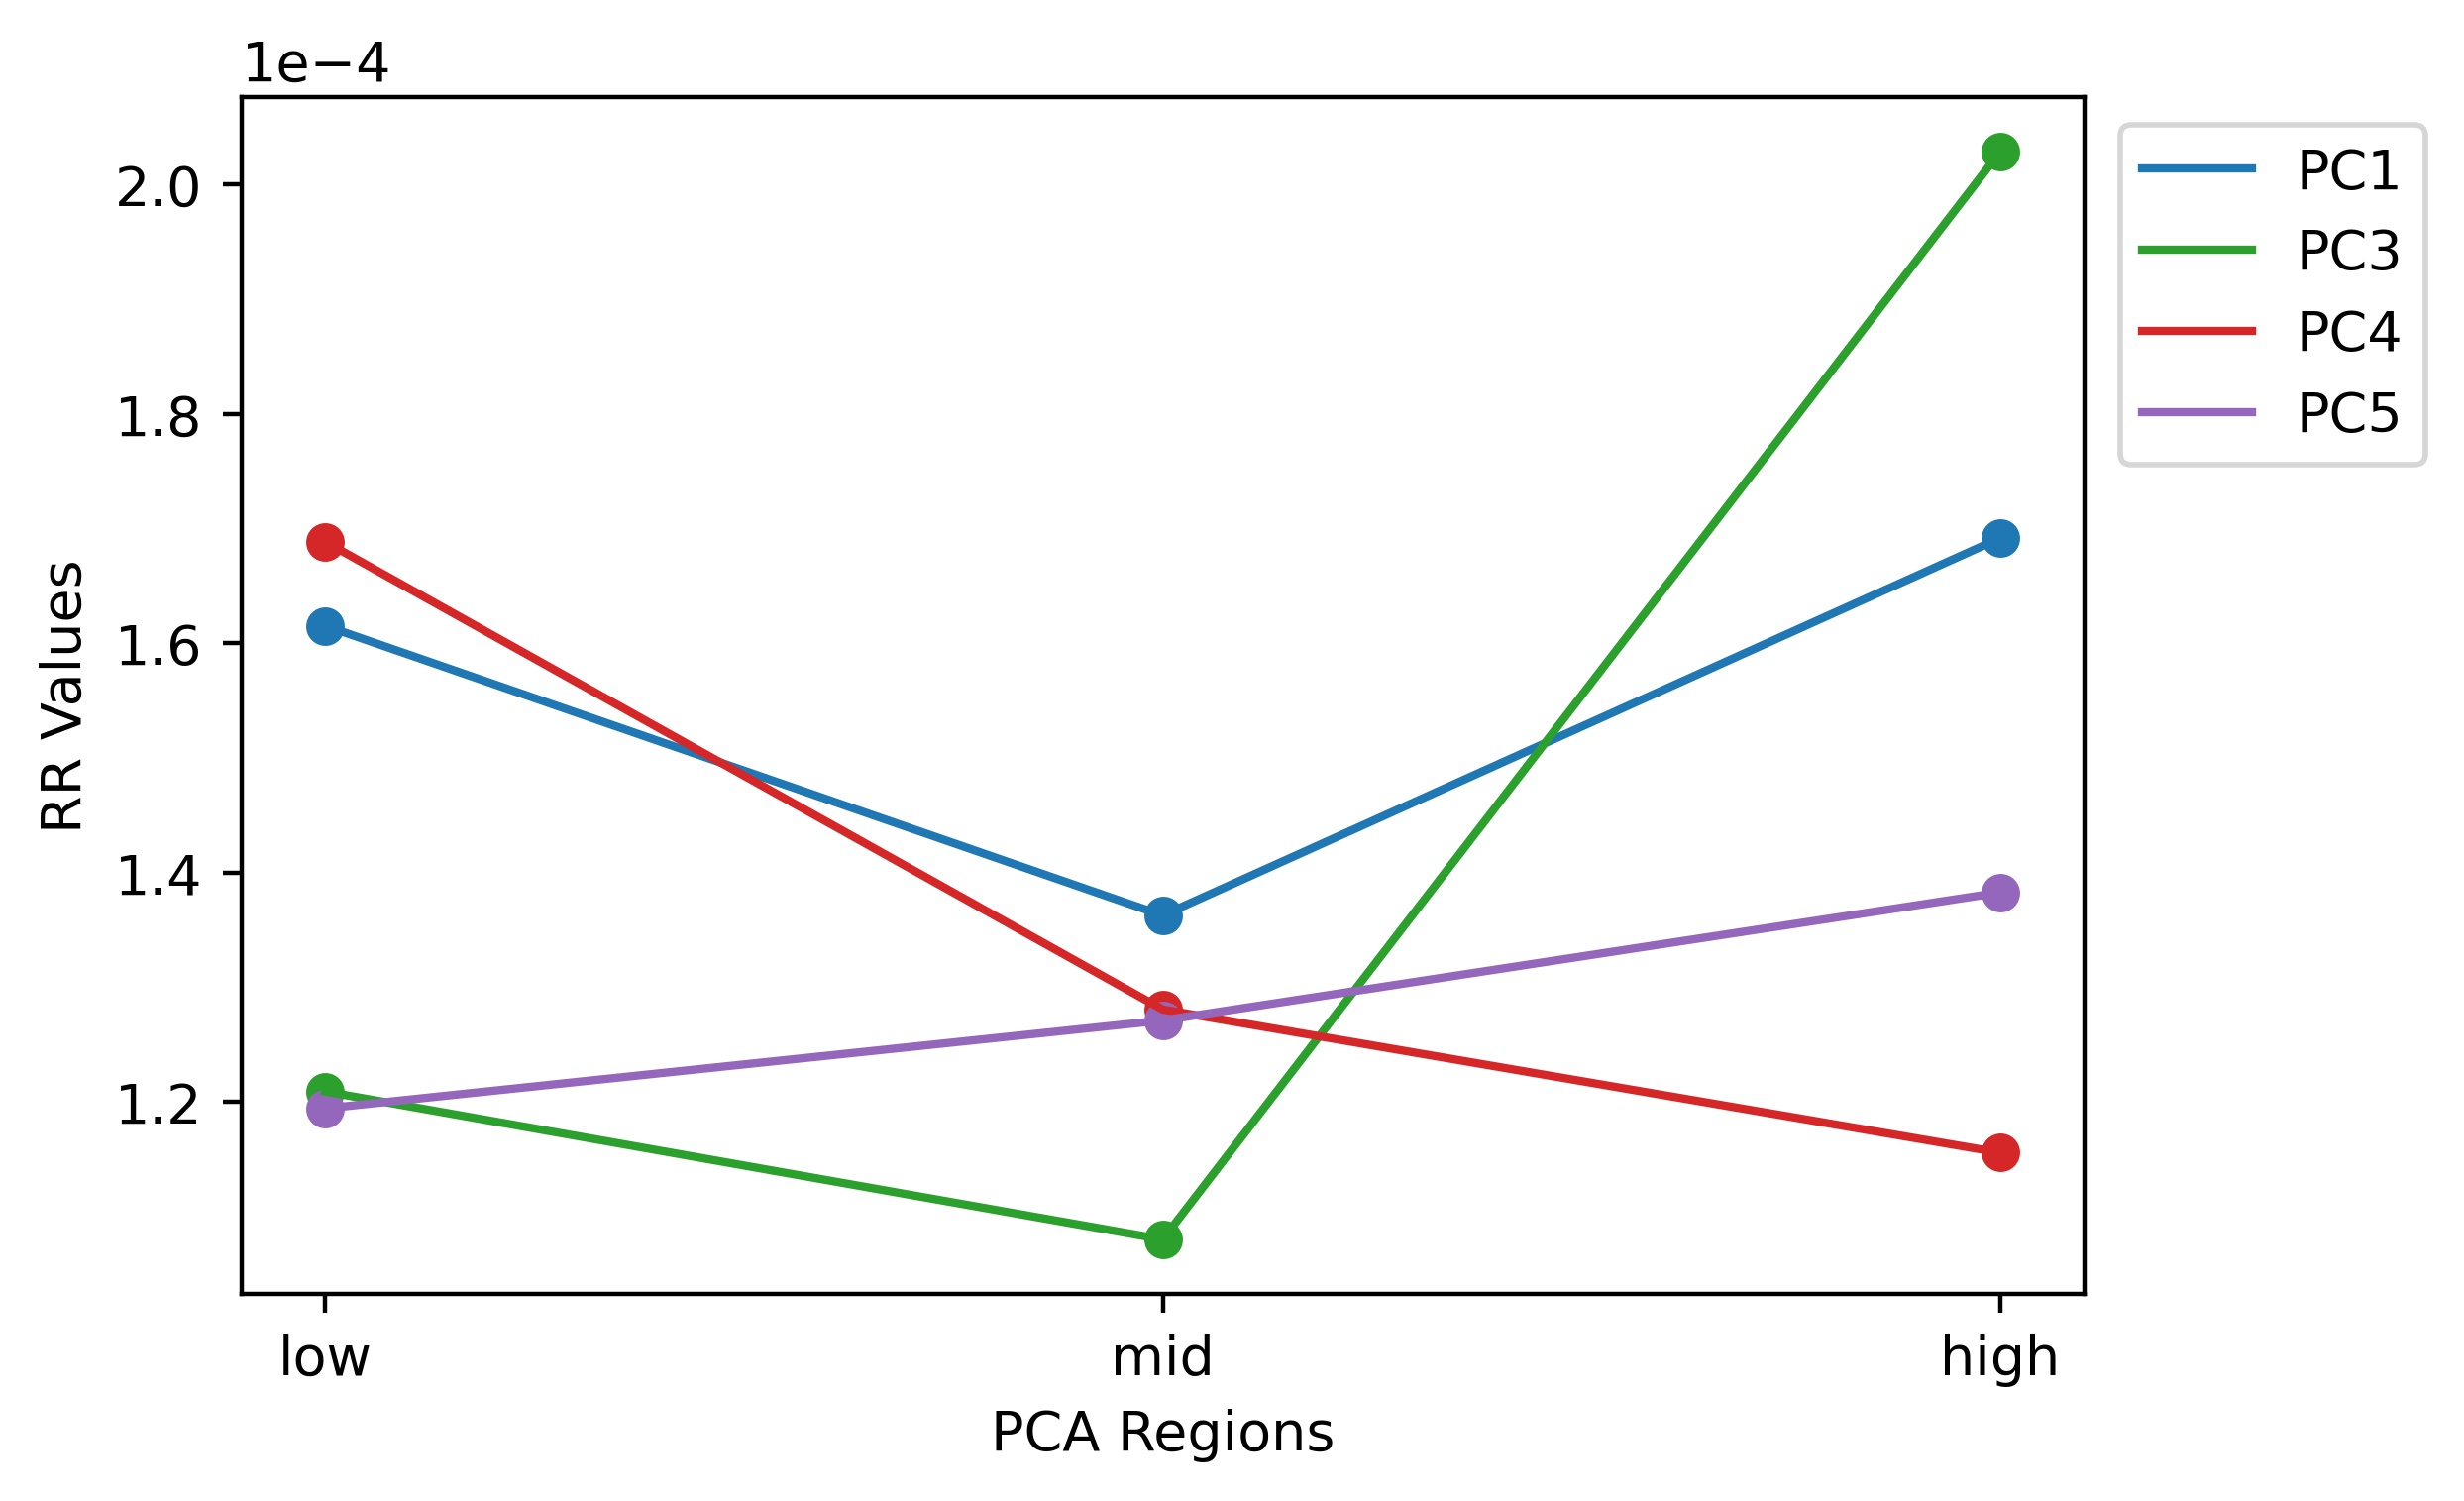 1e−4
2.0
1.8
1.6
1.4
1.2
RR Values
low
mid
high
PCA Regions
PC1
PC3
PC4
PC5